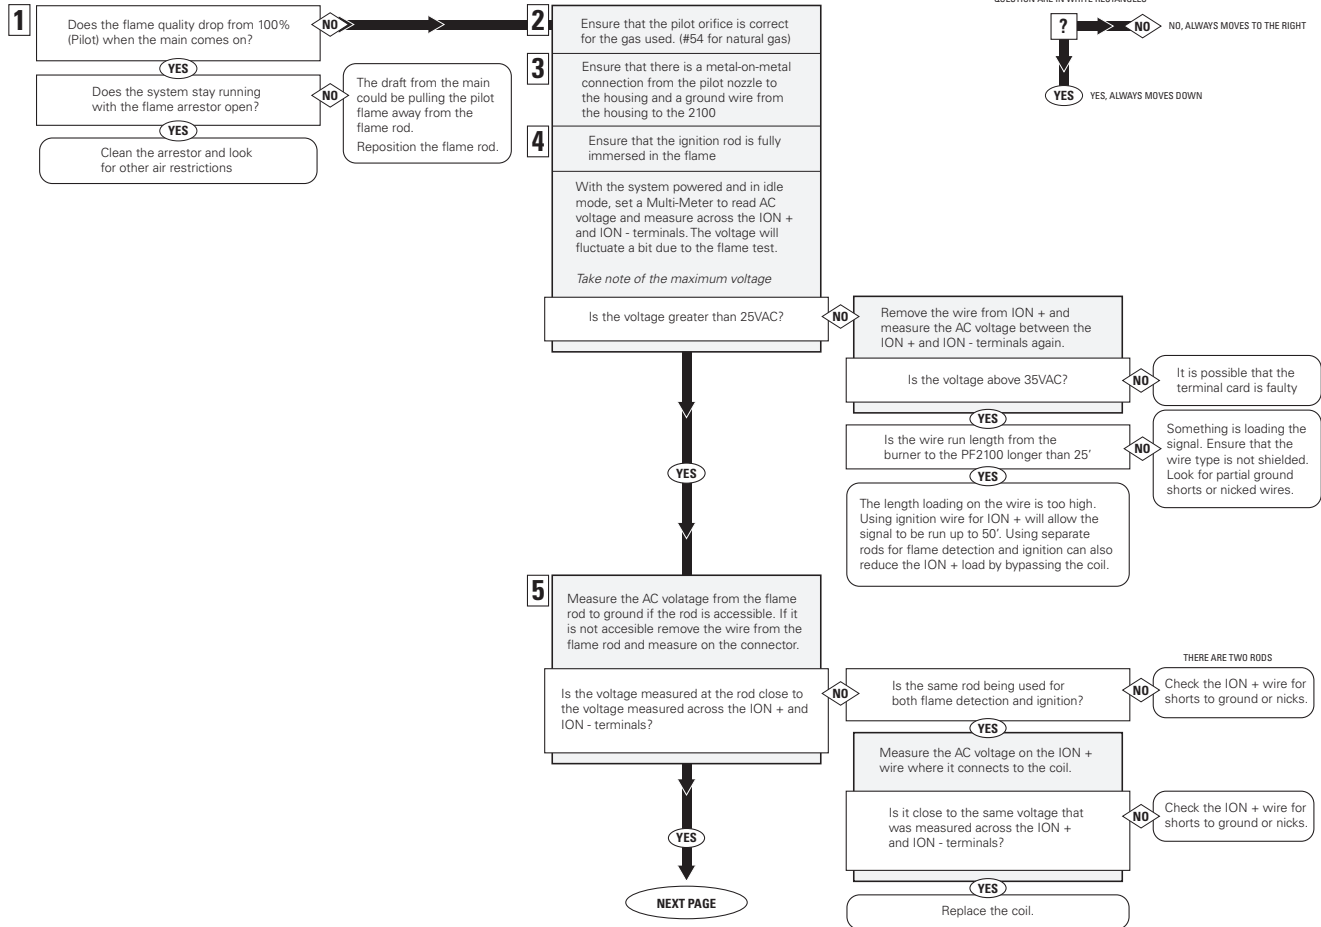 QUESTION ARE IN WHITE RECTANGLES
?
NO
NO, ALWAYS MOVES TO THE RIGHT
YES
YES, ALWAYS MOVES DOWN
1
Does the flame quality drop from 100%
(Pilot) when the main comes on?
NO
YES
Does the system stay running
with the flame arrestor open?
NO
The draft from the main
could be pulling the pilot
flame away from the
flame rod.
Reposition the flame rod.
YES
Clean the arrestor and look
for other air restrictions
2
Ensure that the pilot orifice is correct
for the gas used. (#54 for natural gas)
3
Ensure that there is a metal-on-metal
connection from the pilot nozzle to
the housing and a ground wire from
the housing to the 2100
4
Ensure that the ignition rod is fully
immersed in the flame
With the system powered and in idle
mode, set a Multi-Meter to read AC
voltage and measure across the ION +
and ION - terminals. The voltage will
fluctuate a bit due to the flame test.
Take note of the maximum voltage
Is the voltage greater than 25VAC?
NO
Remove the wire from ION + and
measure the AC voltage between the
ION + and ION - terminals again.
Is the voltage above 35VAC?
NO
It is possible that the
terminal card is faulty
YES
Is the wire run length from the
burner to the PF2100 longer than 25'
NO
Something is loading the
signal. Ensure that the
wire type is not shielded.
Look for partial ground
shorts or nicked wires.
YES
The length loading on the wire is too high.
Using ignition wire for ION + will allow the
signal to be run up to 50'. Using separate
rods for flame detection and ignition can also
reduce the ION + load by bypassing the coil.
YES
5
Measure the AC volatage from the flame
rod to ground if the rod is accessible. If it
is not accesible remove the wire from the
flame rod and measure on the connector.
Is the voltage measured at the rod close to
the voltage measured across the ION + and
ION - terminals?
NO
Is the same rod being used for
both flame detection and ignition?
NO
THERE ARE TWO RODS
Check the ION + wire for
shorts to ground or nicks.
YES
Measure the AC voltage on the ION +
wire where it connects to the coil.
Is it close to the same voltage that
was measured across the ION +
and ION - terminals?
NO
Check the ION + wire for
shorts to ground or nicks.
YES
Replace the coil.
YES
NEXT PAGE